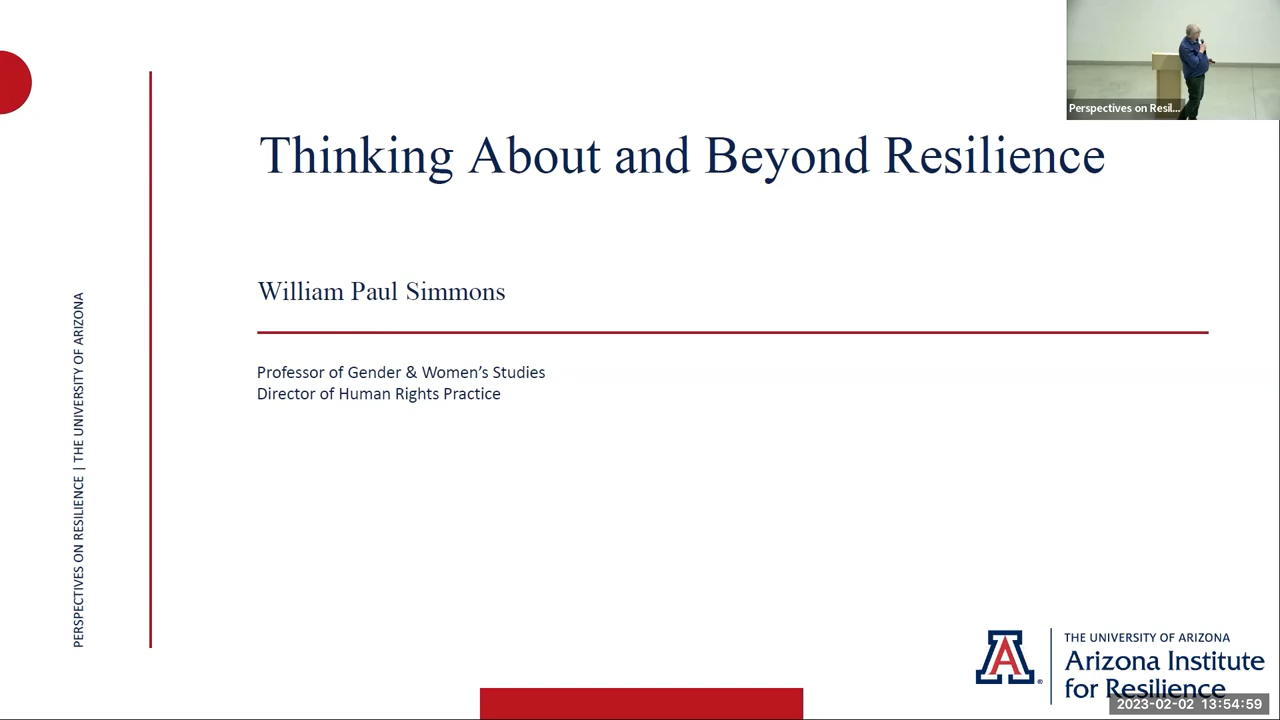 Perspectives on Resil...
Thinking About and Beyond Resilience
William Paul Simmons
Professor of Gender & Women’s Studies
Director of Human Rights Practice
PERSPECTIVES ON RESILIENCE | THE UNIVERSITY OF ARIZONA
A
THE UNIVERSITY OF ARIZONA
Arizona Institute
for Resilience
2023-02-02 13:54:59